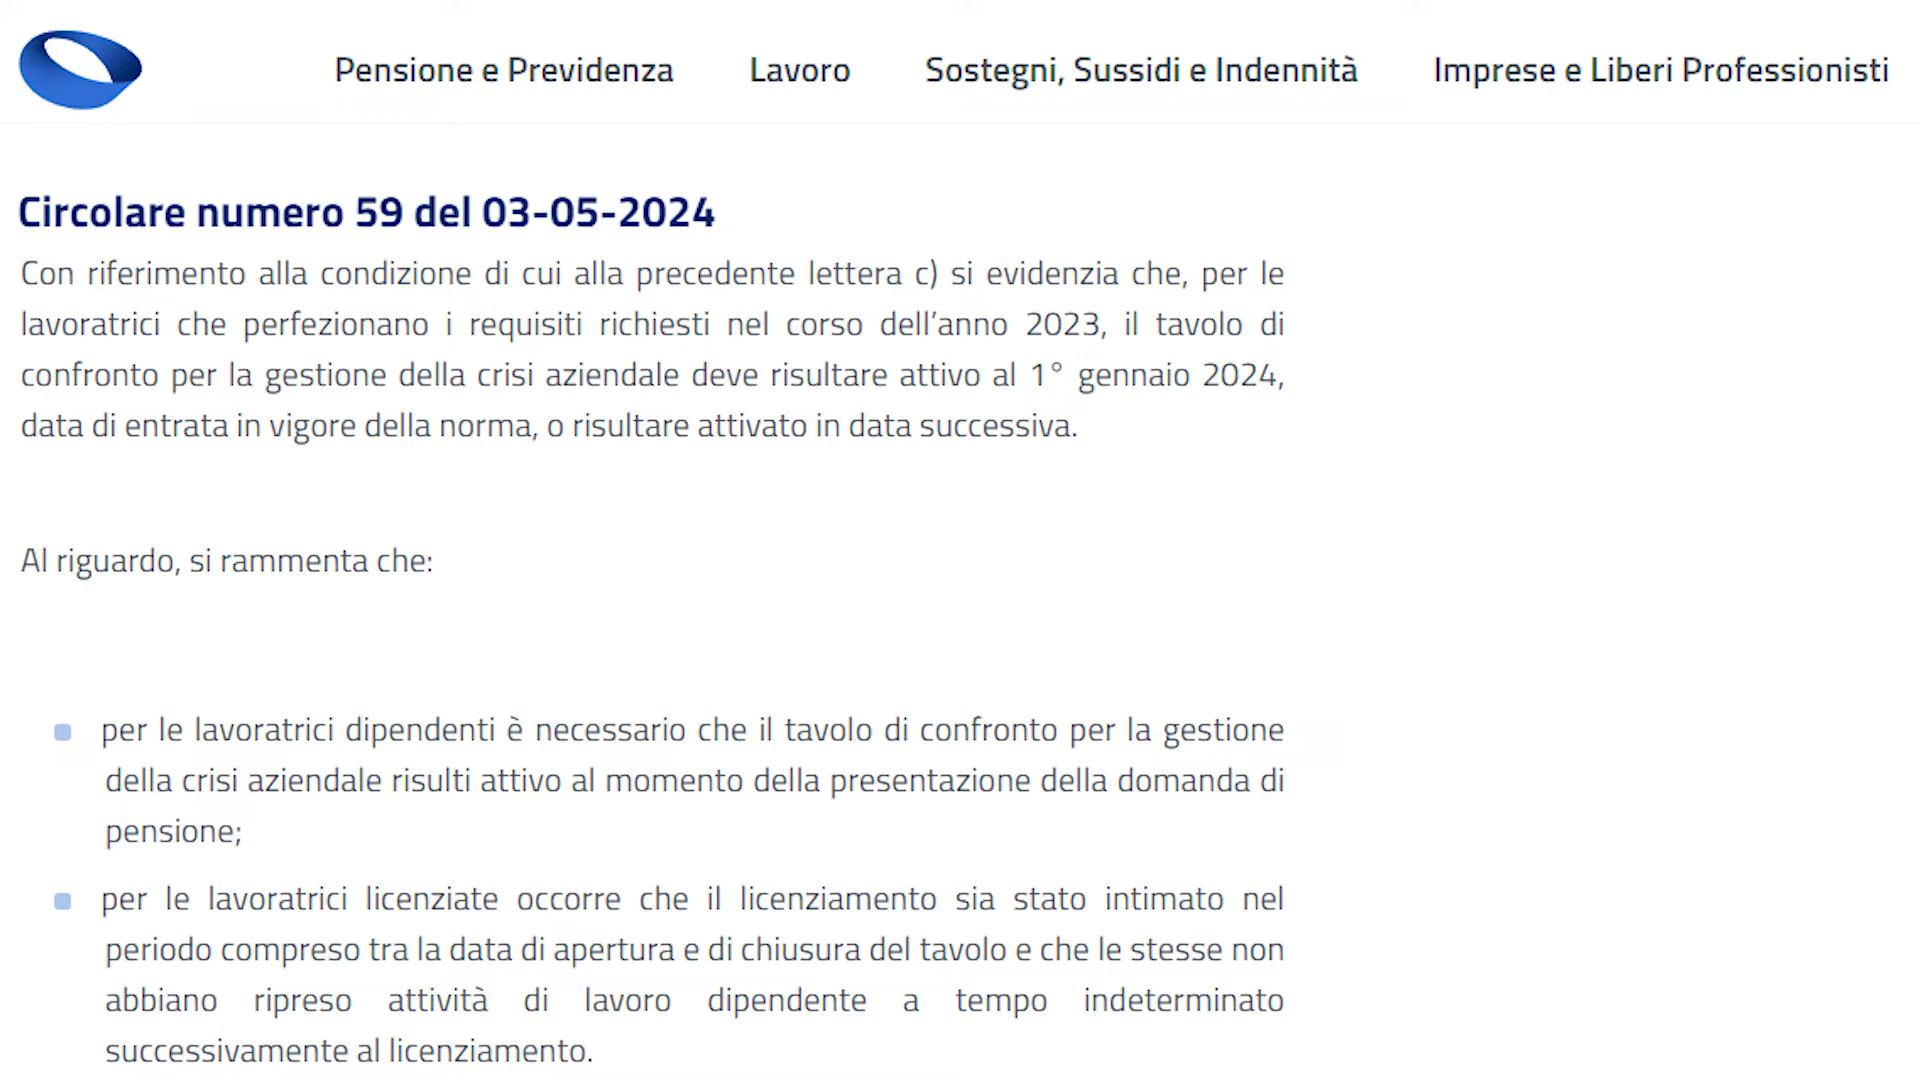 Pensione e Previdenza Lavoro Sostegni, Sussidi e Indennità Imprese e Liberi Professionisti
Circolare numero 59 del 03-05-2024
Con riferimento alla condizione di cui alla precedente lettera c) si evidenzia che, per le
lavoratrici che perfezionano i requisiti richiesti nel corso dell’anno 2023, il tavolo di
confronto per la gestione della crisi aziendale deve risultare attivo al 1° gennaio 2024,
data di entrata in vigore della norma, o risultare attivato in data successiva.
Al riguardo, si rammenta che:
per le lavoratrici dipendenti è necessario che il tavolo di confronto per la gestione
della crisi aziendale risulti attivo al momento della presentazione della domanda di
pensione;
per le lavoratrici licenziate occorre che il licenziamento sia stato intimato nel
periodo compreso tra la data di apertura e di chiusura del tavolo e che le stesse non
abbiano ripreso attività di lavoro dipendente a tempo indeterminato
successivamente al licenziamento.